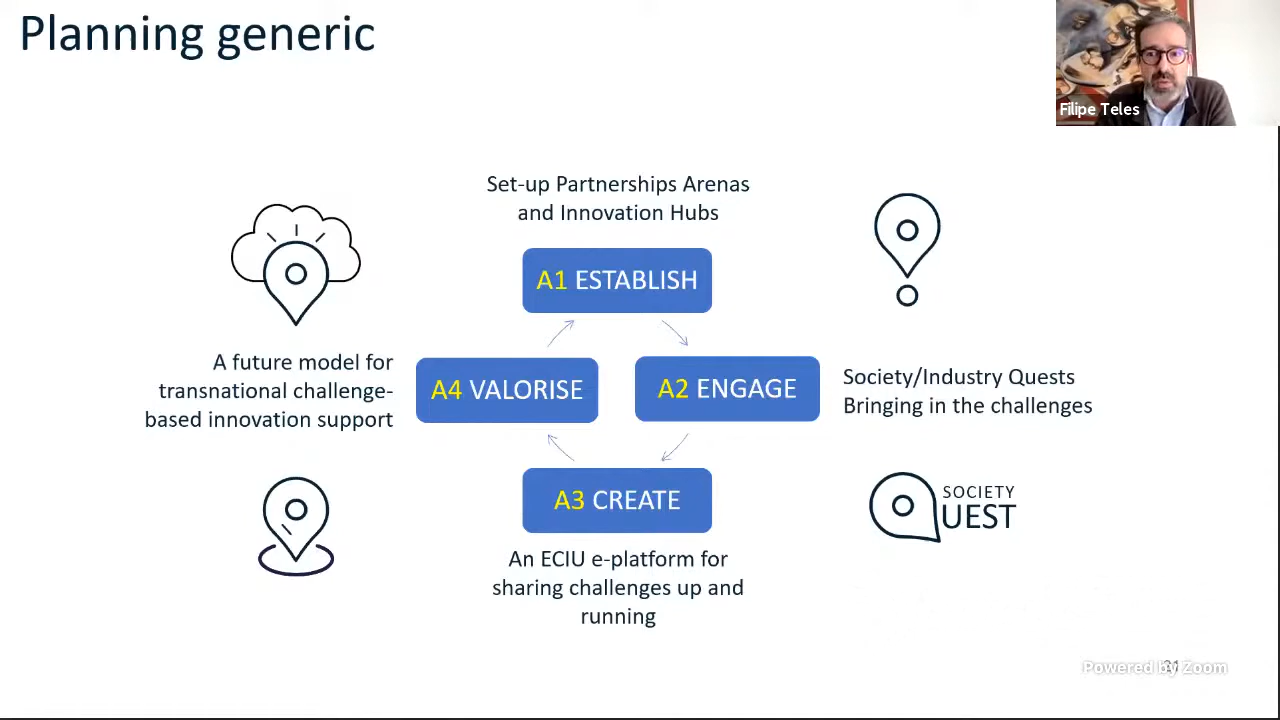 Planning generic
Filipe Teles
Set-up Partnerships Arenas
and Innovation Hubs
A1 ESTABLISH
A future model for
transnational challenge-
based innovation support
A4 VALORISE
A2 ENGAGE
Society/Industry Quests
Bringing in the challenges
A3 CREATE
SOCIETY
QUEST
An ECIU e-platform for
sharing challenges up and
running
Powered by Zoom